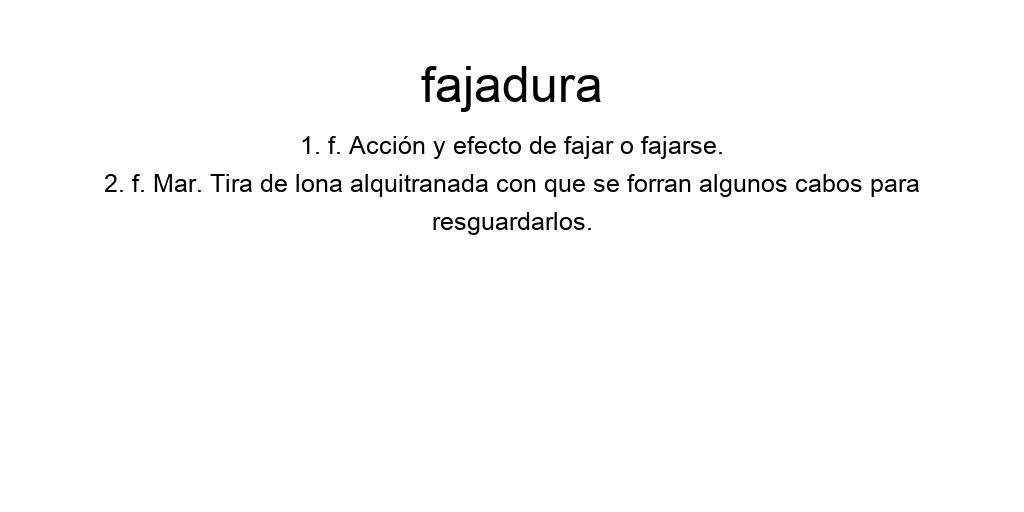 fajadura
1. f. Acción y efecto de fajar o fajarse.
2. f. Mar. Tira de lona alquitranada con que se forran algunos cabos para
resguardarlos.